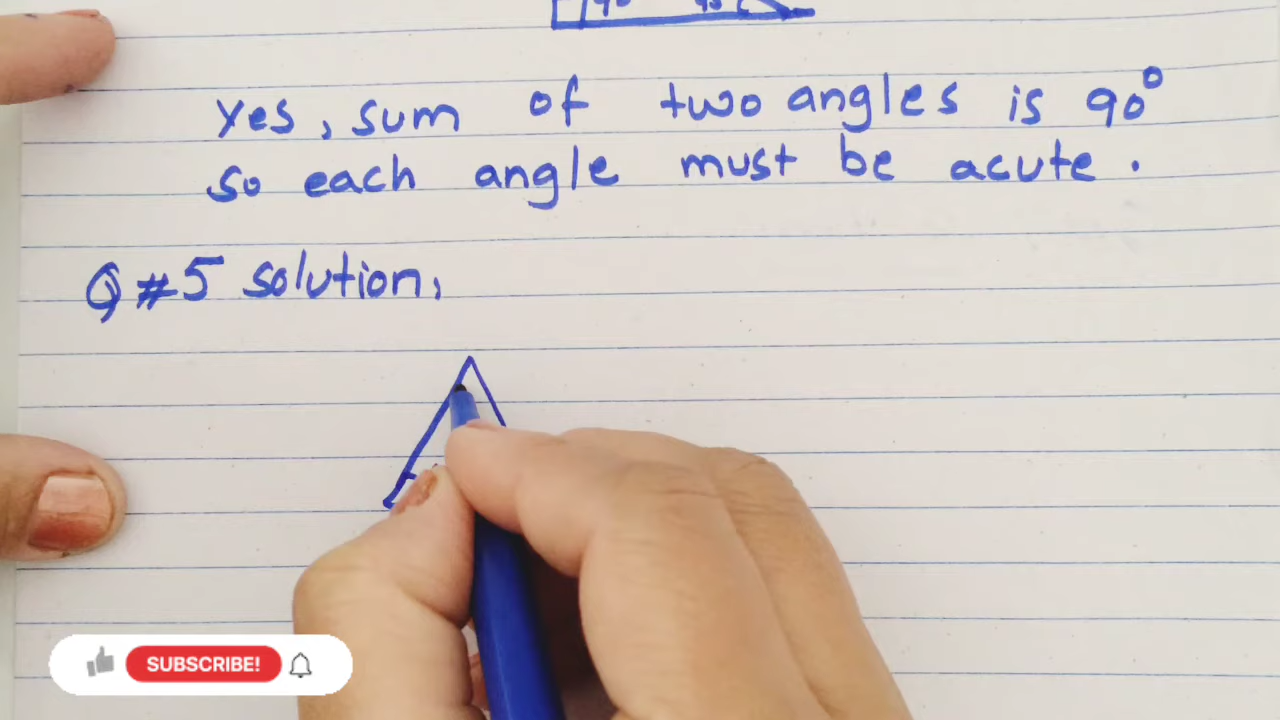 Yes, sum of two angles is 90°
so each angle must be acute.
Q #5 solution,
SUBSCRIBE!